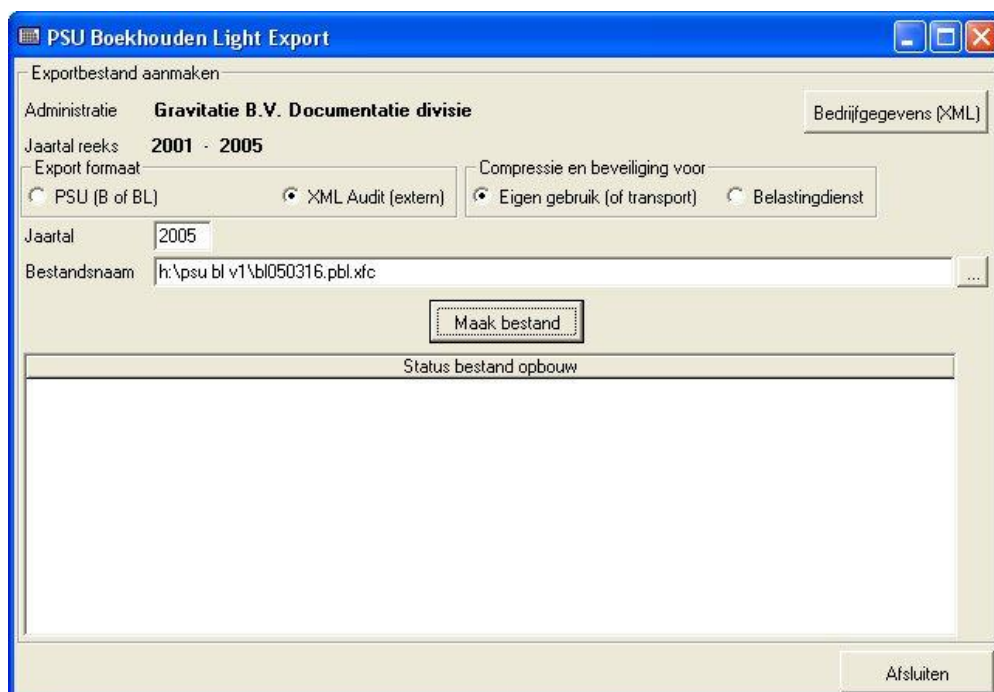 PSU Boekhouden Light Export
Exportbestand aanmaken
Administratie Gravitatie B.V. Documentatie divisie
Bedrijfgegevens (XML)
Jaartal reeks 2001 - 2005
Export formaat
PSU (B of BL) XML Audit (extern)
Compressie en beveiliging voor
Eigen gebruik (of transport) Belastingdienst
Jaartal 2005
Bestandsnaam h:\psu bl v1\bl050316.pbl.xfc ...
Maak bestand
Status bestand opbouw
Afsluiten